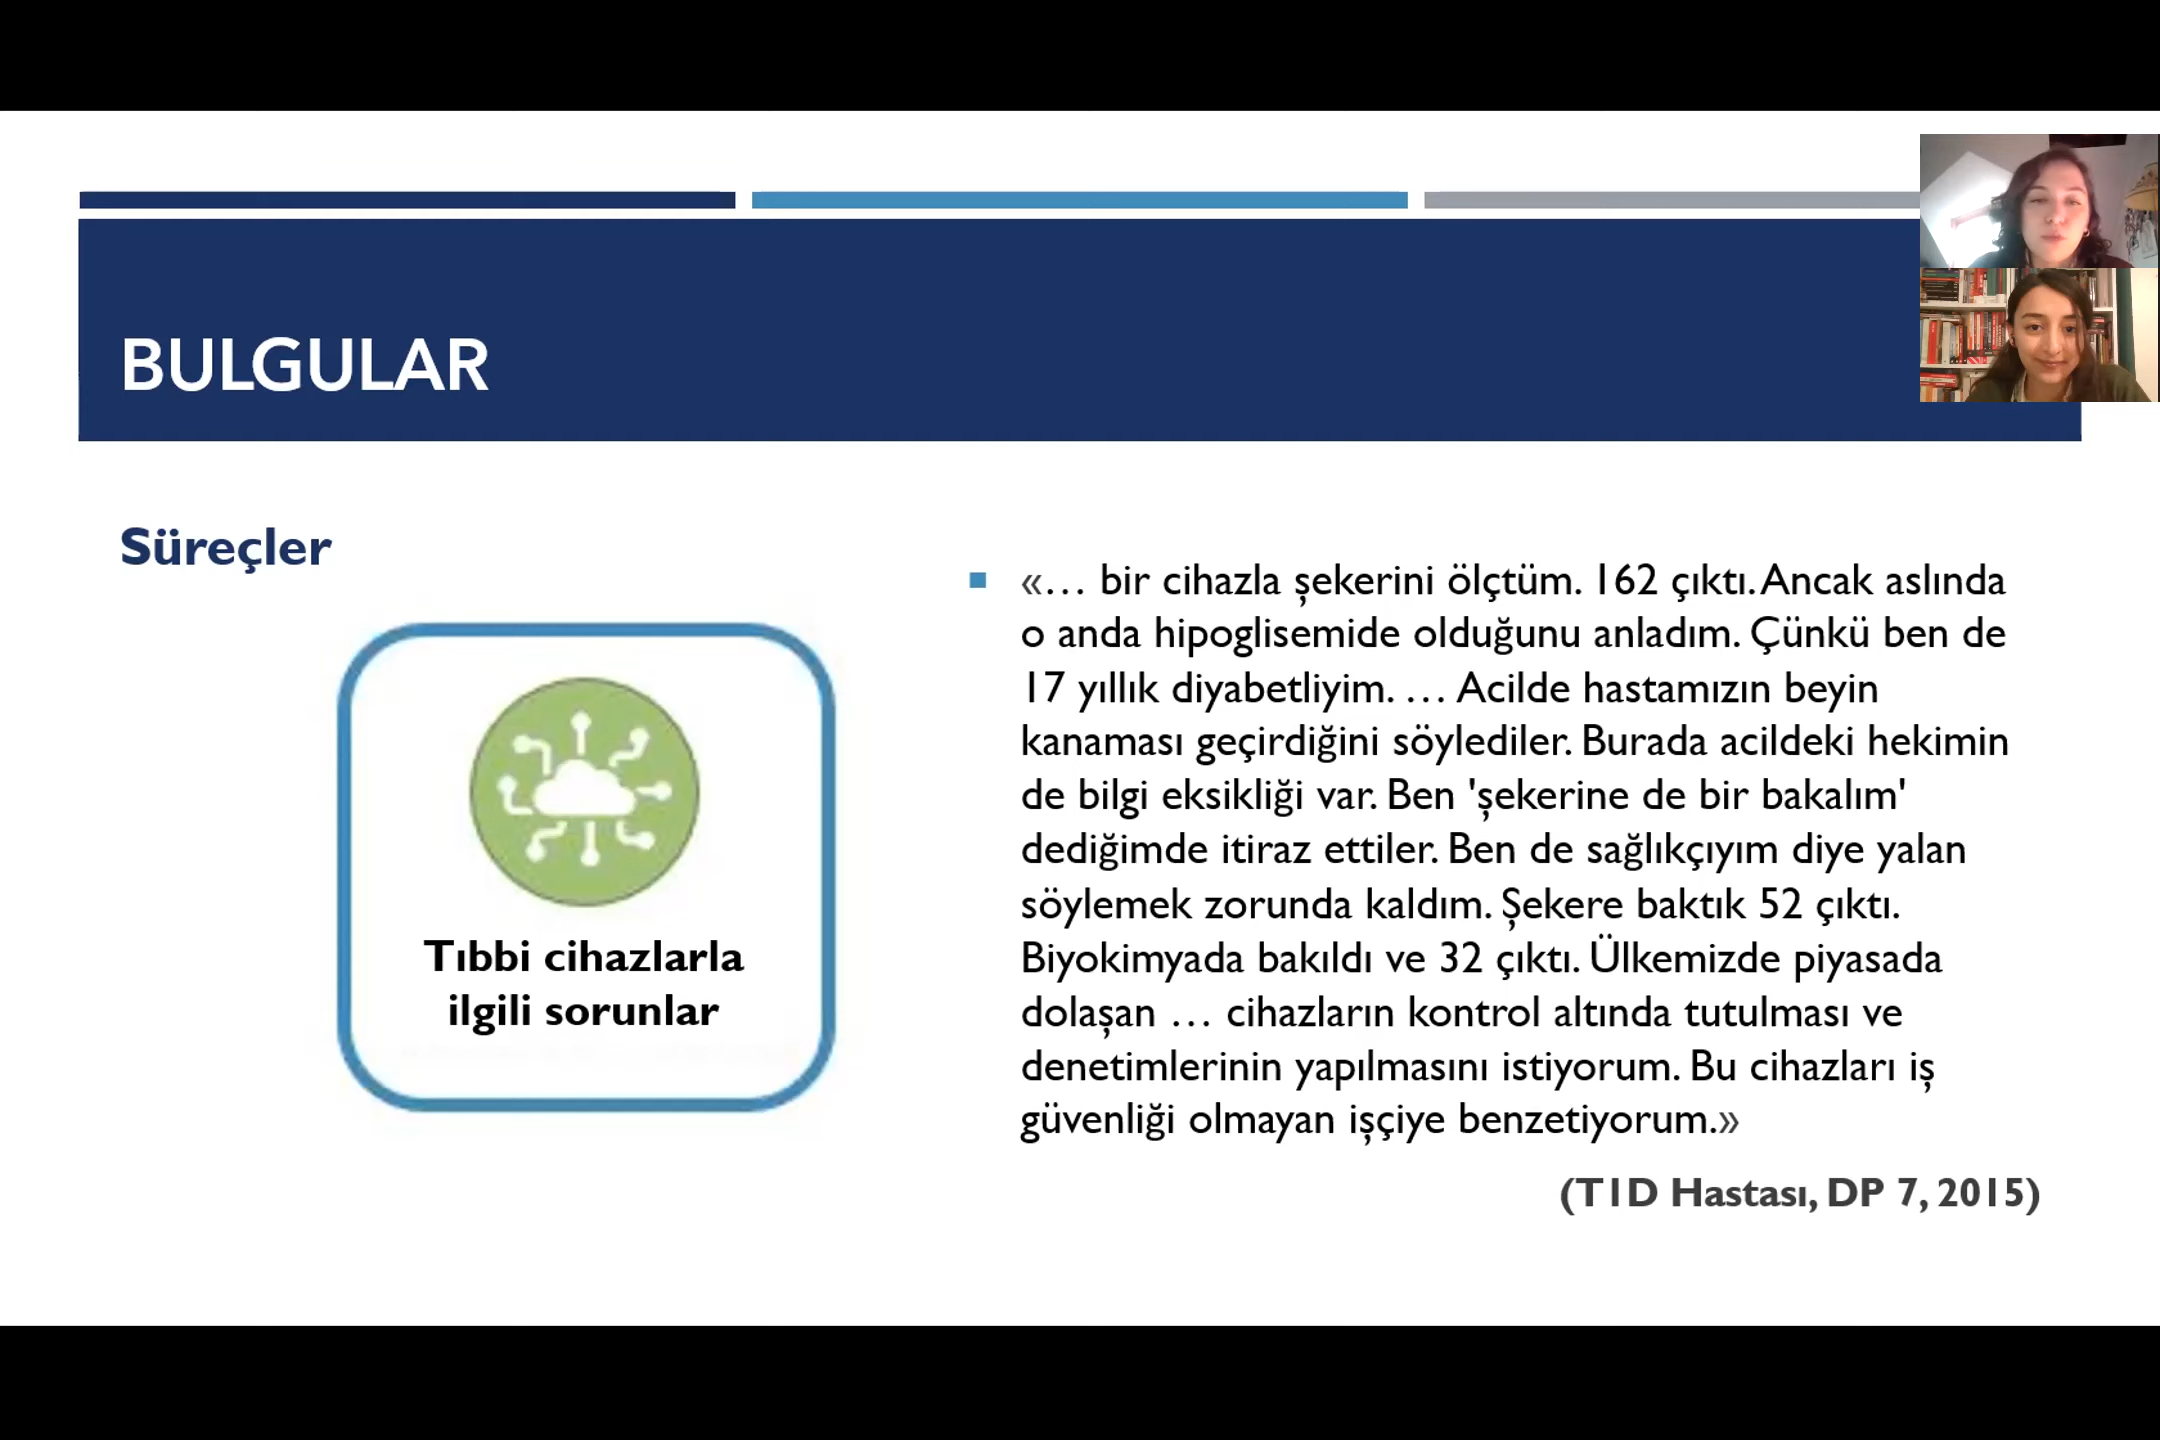 BULGULAR
Süreçler
Tıbbi cihazlarla
ilgili sorunlar
«… bir cihazla şekerini ölçtüm. 162 çıktı. Ancak aslında
o anda hipoglisemide olduğunu anladım. Çünkü ben de
17 yıllık diyabetliyim. … Acilde hastamızın beyin
kanaması geçirdiğini söylediler. Burada acildeki hekimin
de bilgi eksikliği var. Ben 'şekerine de bir bakalım'
dediğimde itiraz ettiler. Ben de sağlıkçıyım diye yalan
söylemek zorunda kaldım. Şekere baktık 52 çıktı.
Biyokimyada bakıldı ve 32 çıktı. Ülkemizde piyasada
dolaşan … cihazların kontrol altında tutulması ve
denetimlerinin yapılmasını istiyorum. Bu cihazları iş
güvenliği olmayan işçiye benzetiyorum.»
(T1D Hastası, DP 7, 2015)